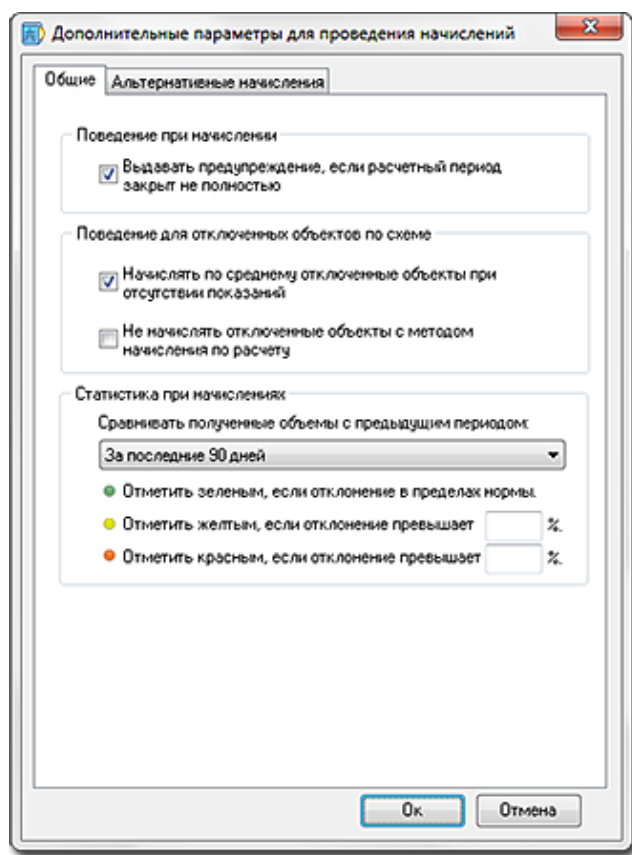 Дополнительные параметры для проведения начислений
Общие Альтернативные начисления
Поведение при начислении
Выдавать предупреждение, если расчетный период
закрыт не полностью
Поведение для отключенных объектов по схеме
Начислять по среднему отключенные объекты при
отсутствии показаний
Не начислять отключенные объекты с методом
начисления по расчету
Статистика при начислениях
Сравнивать полученные объемы с предыдущим периодом:
За последние 90 дней
Отметить зеленым, если отклонение в пределах нормы.
Отметить желтым, если отклонение превышает %.
Отметить красным, если отклонение превышает %.
Ок Отмена